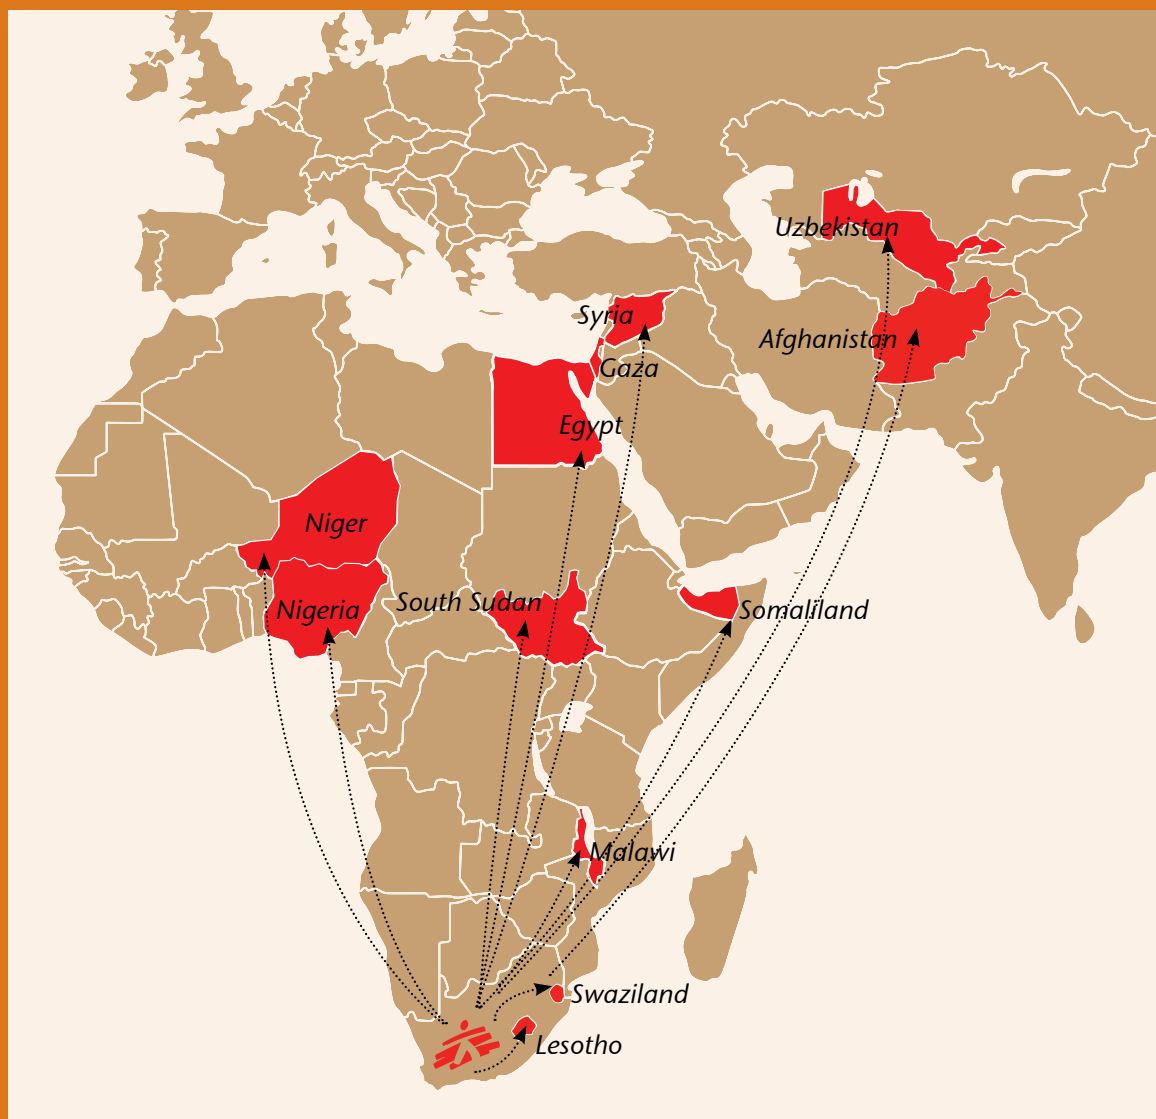 Uzbekistan
Syria
Afghanistan
Gaza
Egypt
Niger
South Sudan
Nigeria
Somaliland
Malawi
Swaziland
Lesotho